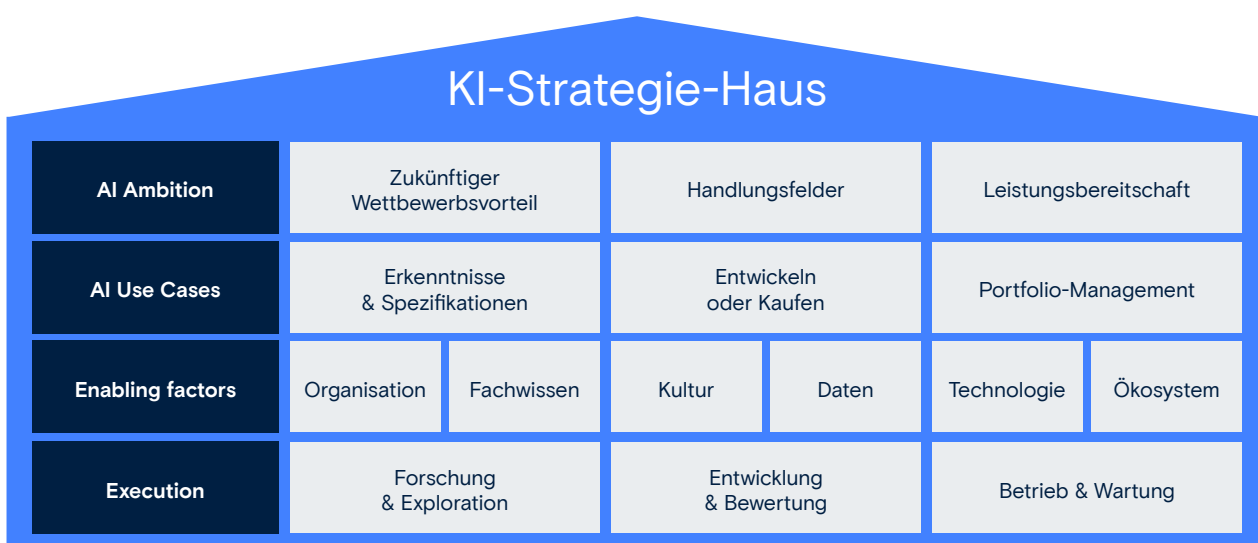 KI-Strategie-Haus
AI Ambition
Zukünftiger
Wettbewerbsvorteil
Handlungsfelder
Leistungsbereitschaft
AI Use Cases
Erkenntnisse
& Spezifikationen
Entwickeln
oder Kaufen
Portfolio-Management
Enabling factors
Organisation
Fachwissen
Kultur
Daten
Technologie
Ökosystem
Execution
Forschung
& Exploration
Entwicklung
& Bewertung
Betrieb & Wartung